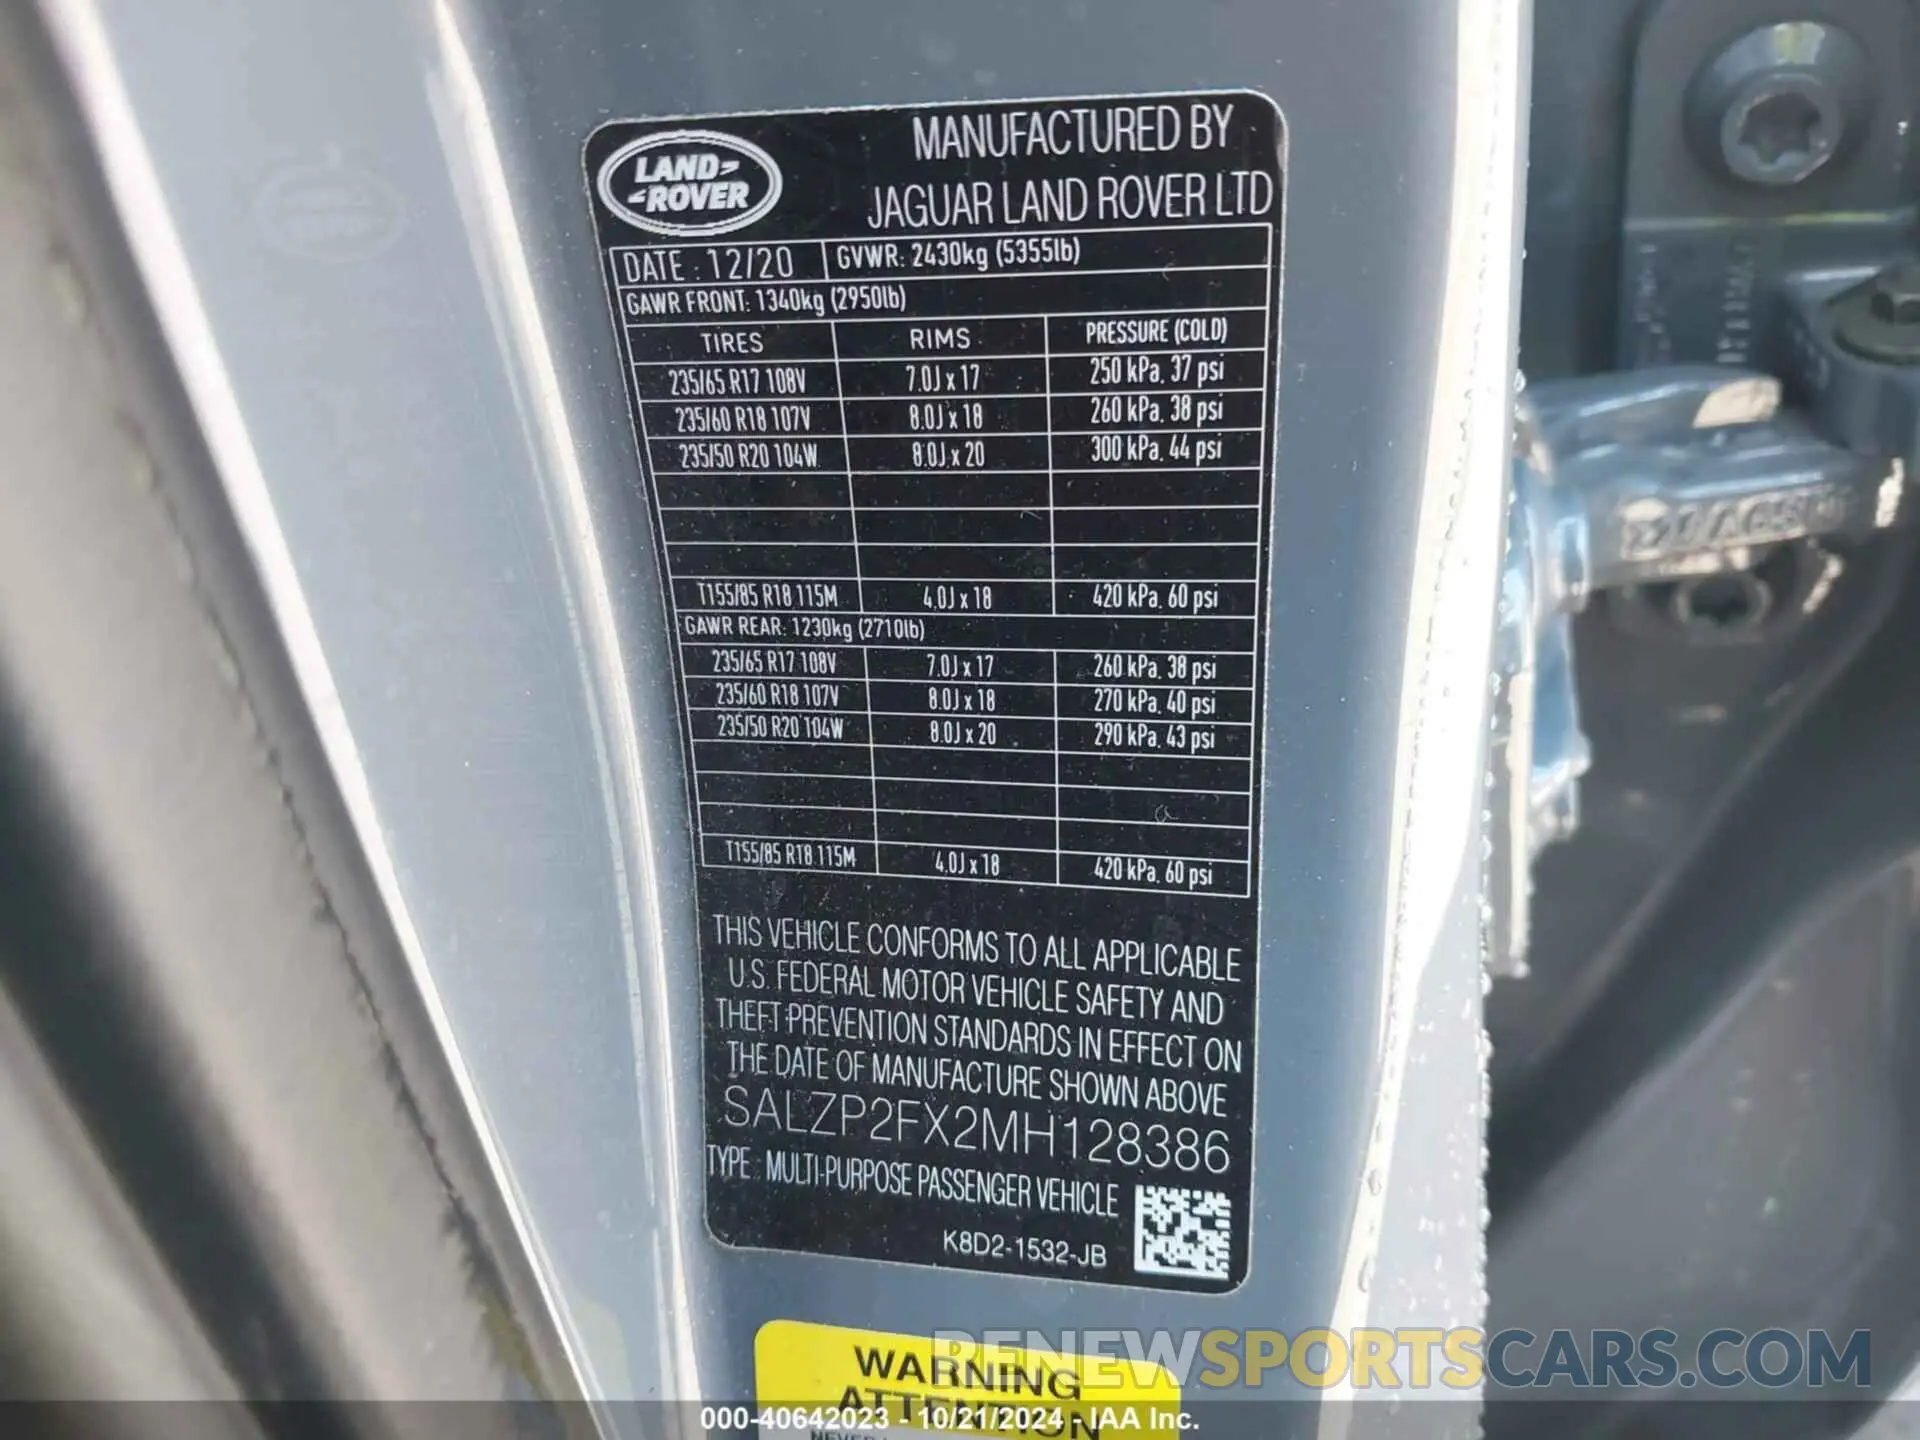 LAND ROVER
MANUFACTURED BY
JAGUAR LAND ROVER LTD
DATE : 12/20 GVWR: 2430kg (5355lb)
GAWR FRONT: 1340kg (2950lb)
TIRES RIMS PRESSURE (COLD)
235/65 R17 108V 7.0J x 17 250 kPa, 37 psi
235/60 R18 107V 8.0J x 18 260 kPa, 38 psi
235/50 R20 104W 8.0J x 20 300 kPa, 44 psi
T155/85 R18 115M 4.0J x 18 420 kPa, 60 psi
GAWR REAR: 1230kg (2710lb)
235/65 R17 108V 7.0J x 17 260 kPa, 38 psi
235/60 R18 107V 8.0J x 18 270 kPa, 40 psi
235/50 R20 104W 8.0J x 20 290 kPa, 43 psi
T155/85 R18 115M 4.0J x 18 420 kPa, 60 psi
THIS VEHICLE CONFORMS TO ALL APPLICABLE
U.S. FEDERAL MOTOR VEHICLE SAFETY AND
THEFT PREVENTION STANDARDS IN EFFECT ON
THE DATE OF MANUFACTURE SHOWN ABOVE
SALZP2FX2MH128386
TYPE : MULTI-PURPOSE PASSENGER VEHICLE
K8D2-1532-JB
WARNING
ATTENTION
RENEWSPORTSCARS.COM
000-40642023 - 10/21/2024 - IAA Inc.